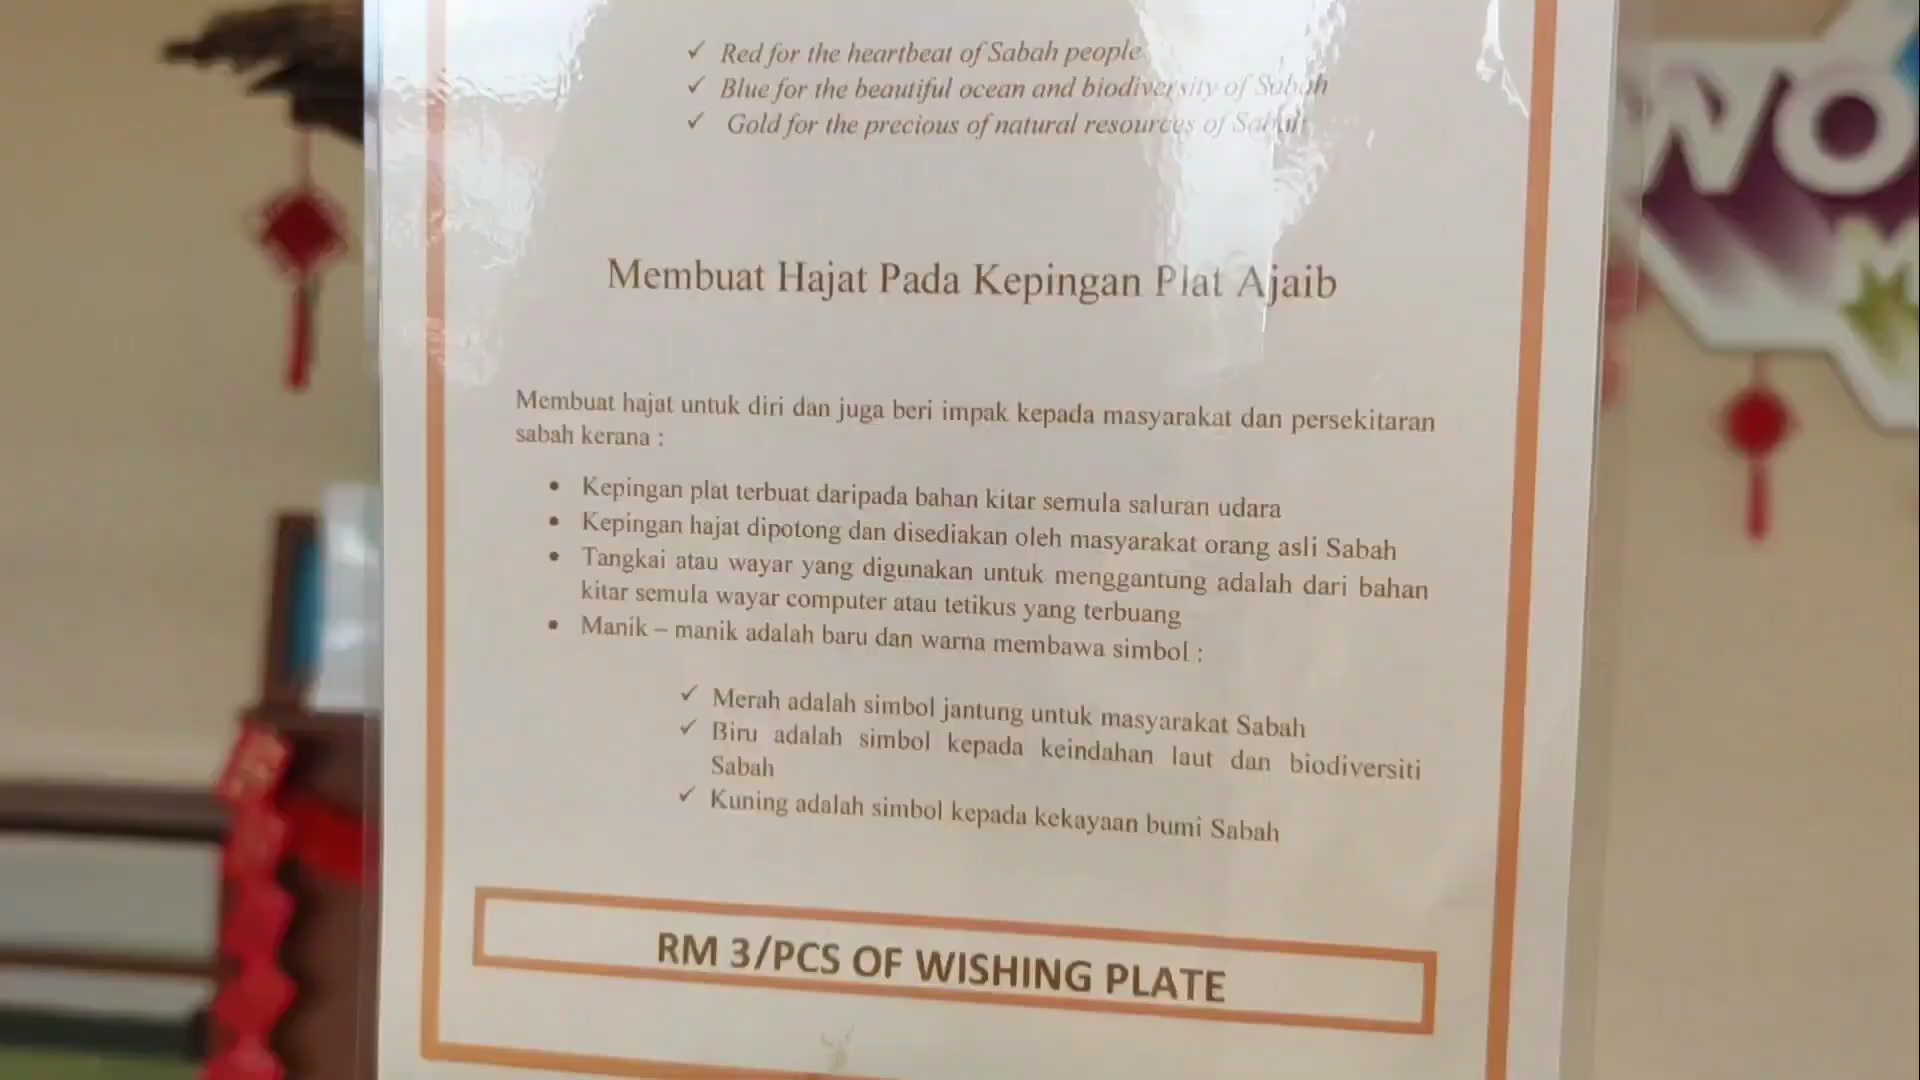 ✓ Red for the heartbeat of Sabah people
✓ Blue for the beautiful ocean and biodiversity of Sabah
✓ Gold for the precious of natural resources of Sabah
Membuat Hajat Pada Kepingan Plat Ajaib
Membuat hajat untuk diri dan juga beri impak kepada masyarakat dan persekitaran
sabah kerana :
• Kepingan plat terbuat daripada bahan kitar semula saluran udara
• Kepingan hajat dipotong dan disediakan oleh masyarakat orang asli Sabah
• Tangkai atau wayar yang digunakan untuk menggantung adalah dari bahan
kitar semula wayar computer atau tetikus yang terbuang
• Manik – manik adalah baru dan warna membawa simbol :
✓ Merah adalah simbol jantung untuk masyarakat Sabah
✓ Biru adalah simbol kepada keindahan laut dan biodiversiti
Sabah
✓ Kuning adalah simbol kepada kekayaan bumi Sabah
RM 3/PCS OF WISHING PLATE